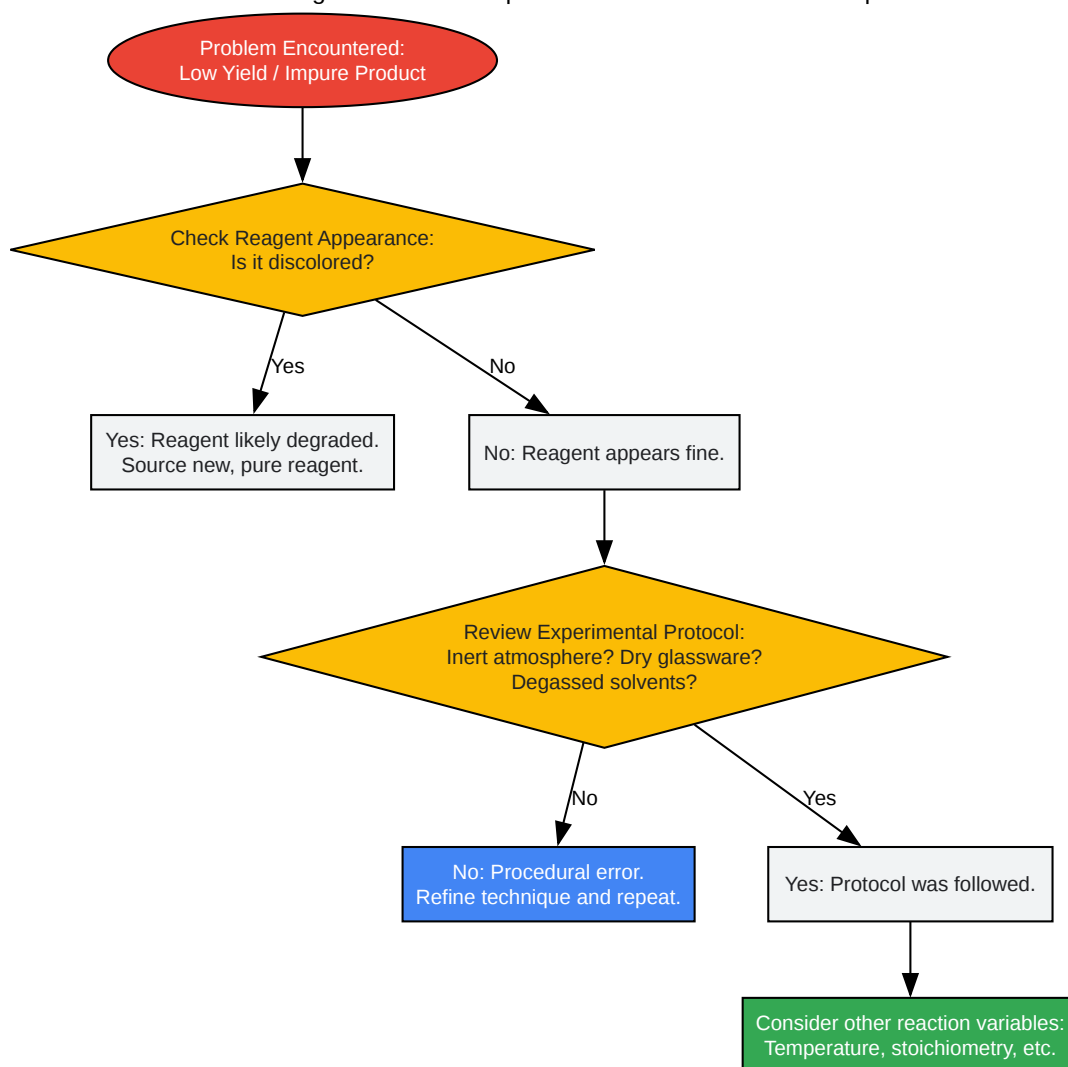 Problem Encountered:
Low Yield / Impure Product
Check Reagent Appearance:
Is it discolored?
Yes
No
Yes: Reagent likely degraded.
Source new, pure reagent.
No: Reagent appears fine.
Review Experimental Protocol:
Inert atmosphere? Dry glassware?
Degassed solvents?
No
Yes
No: Procedural error.
Refine technique and repeat.
Yes: Protocol was followed.
Consider other reaction variables:
Temperature, stoichiometry, etc.